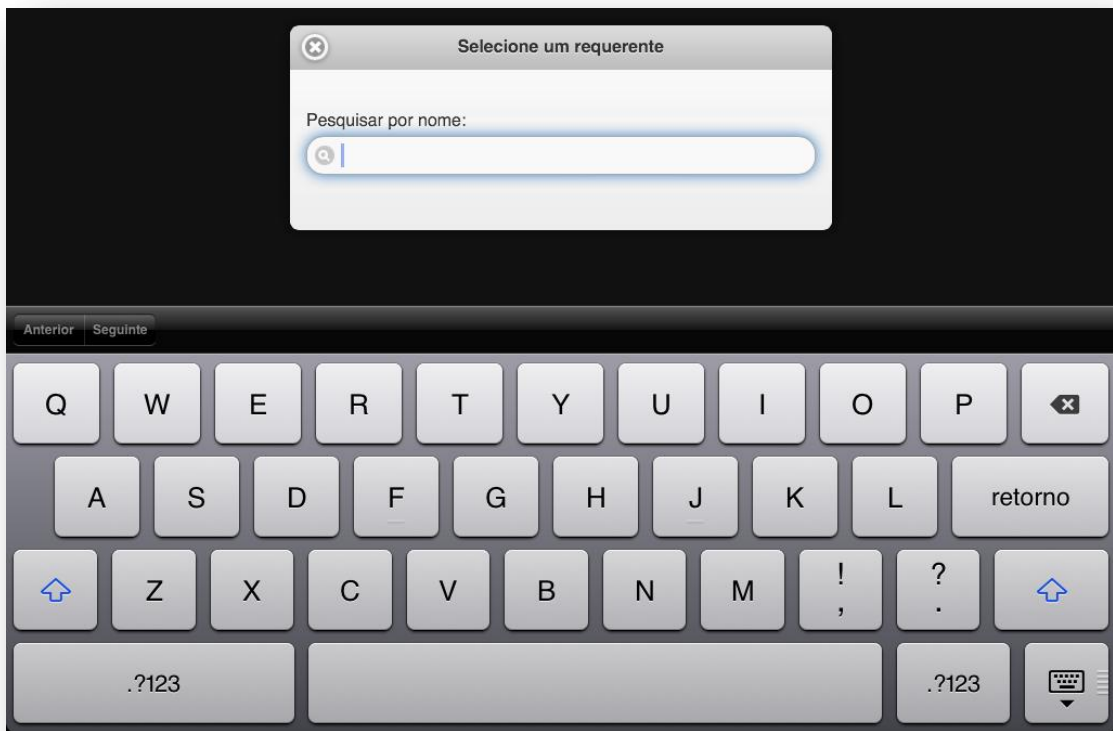 Selecione um requerente
Pesquisar por nome:
Anterior Seguinte
Q W E R T Y U I O P
A S D F G H J K L retorno
Z X C V B N M ! , ? .
.?123 .?123